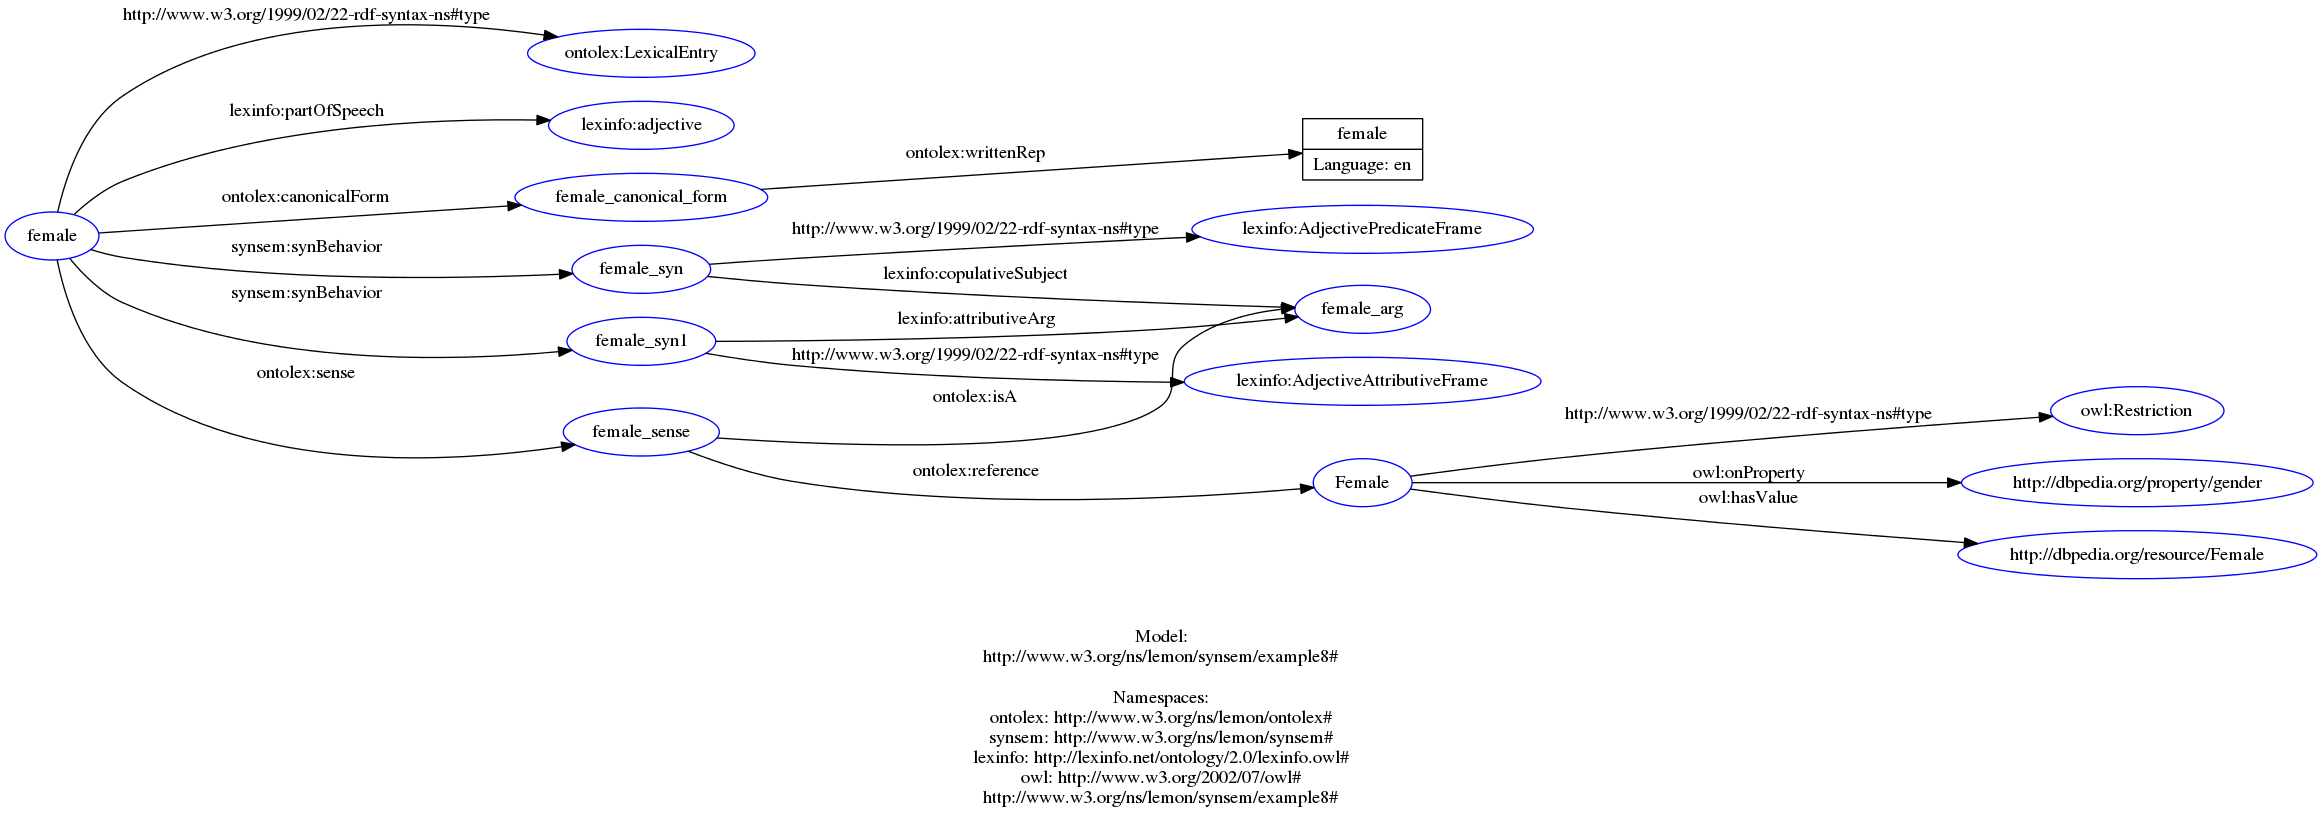 http://www.w3.org/1999/02/22-rdf-syntax-ns#type
ontolex:LexicalEntry
lexinfo:partOfSpeech
lexinfo:adjective
female
Language: en
ontolex:writtenRep
ontolex:canonicalForm
female_canonical_form
female
http://www.w3.org/1999/02/22-rdf-syntax-ns#type
lexinfo:AdjectivePredicateFrame
synsem:synBehavior
female_syn
lexinfo:copulativeSubject
synsem:synBehavior
female_arg
lexinfo:attributiveArg
female_syn1
http://www.w3.org/1999/02/22-rdf-syntax-ns#type
lexinfo:AdjectiveAttributiveFrame
ontolex:sense
ontolex:isA
http://www.w3.org/1999/02/22-rdf-syntax-ns#type
owl:Restriction
female_sense
ontolex:reference
Female
owl:onProperty
http://dbpedia.org/property/gender
owl:hasValue
http://dbpedia.org/resource/Female
Model:
http://www.w3.org/ns/lemon/synsem/example8#
Namespaces:
ontolex: http://www.w3.org/ns/lemon/ontolex#
synsem: http://www.w3.org/ns/lemon/synsem#
lexinfo: http://lexinfo.net/ontology/2.0/lexinfo.owl#
owl: http://www.w3.org/2002/07/owl#
http://www.w3.org/ns/lemon/synsem/example8#